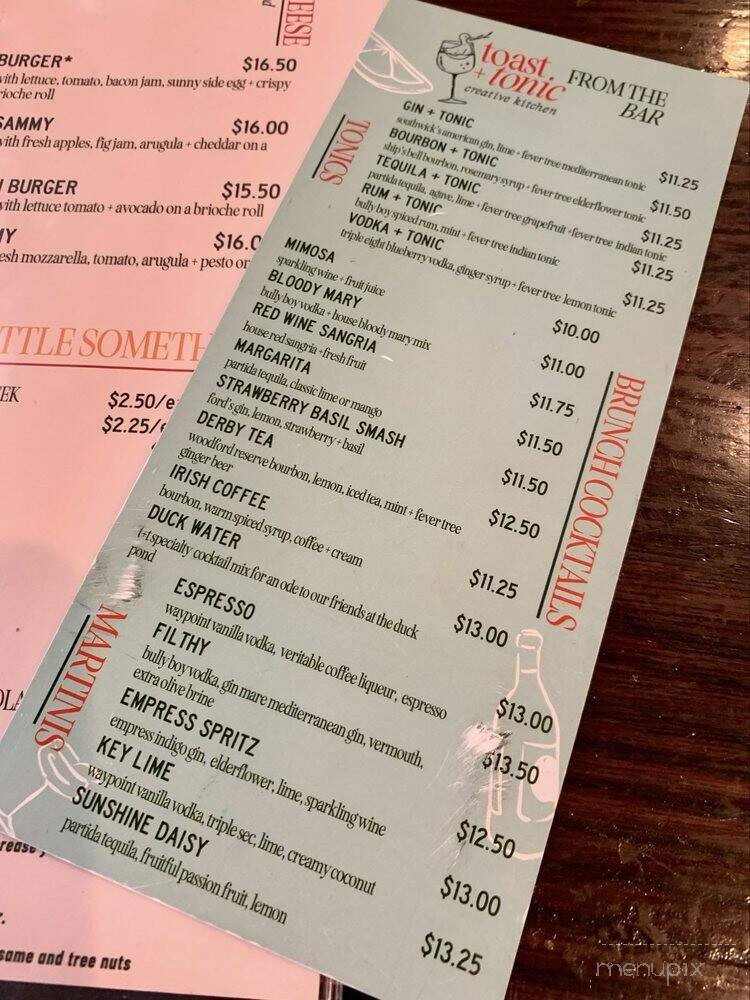 EESE
BURGER* $16.50
with lettuce, tomato, bacon jam, sunny side egg + crispy
rioche roll
SAMMY $16.00
with fresh apples, fig jam, arugula + cheddar on a
BURGER $15.50
with lettuce tomato + avocado on a brioche roll
$16.0
esh mozzarella, tomato, arugula + pesto on
TTLE SOMETH
EEK
$2.50/e
$2.25/
toast
+ tonic
creative kitchen
FROM THE
BAR
TONICS
GIN + TONIC
southwick's american gin, lime + fever tree mediterranean tonic $11.25
BOURBON + TONIC
ship's bell bourbon, rosemary syrup + fever tree elderflower tonic $11.50
TEQUILA + TONIC
partida tequila, agave, lime + fever tree grapefruit + fever tree indian tonic $11.25
RUM + TONIC
bully boy spiced rum, mint + fever tree indian tonic $11.25
VODKA + TONIC
triple eight blueberry vodka, ginger syrup + fever tree lemon tonic $11.25
BRUNCH COCKTAILS
MIMOSA
sparkling wine + fruit juice $10.00
BLOODY MARY
bully boy vodka + house bloody mary mix $11.00
RED WINE SANGRIA
house red sangria + fresh fruit $11.75
MARGARITA
partida tequila, classic lime or mango $11.50
STRAWBERRY BASIL SMASH
ford's gin, lemon, strawberry + basil $11.50
DERBY TEA
woodford reserve bourbon, lemon, iced tea, mint + fever tree
ginger beer $12.50
IRISH COFFEE
bourbon, warm spiced syrup, coffee + cream $11.25
DUCK WATER
t+t specialty cocktail mix for an ode to our friends at the duck
pond $13.00
MARTINIS
ESPRESSO
waypoint vanilla vodka, veritable coffee liqueur, espresso $13.00
FILTHY
bully boy vodka, gin mare mediterranean gin, vermouth,
extra olive brine $13.50
EMPRESS SPRITZ
empress indigo gin, elderflower, lime, sparkling wine $12.50
KEY LIME
waypoint vanilla vodka, triple sec, lime, creamy coconut $13.00
SUNSHINE DAISY
partida tequila, fruitful passion fruit, lemon $13.25
same and tree nuts
menupix